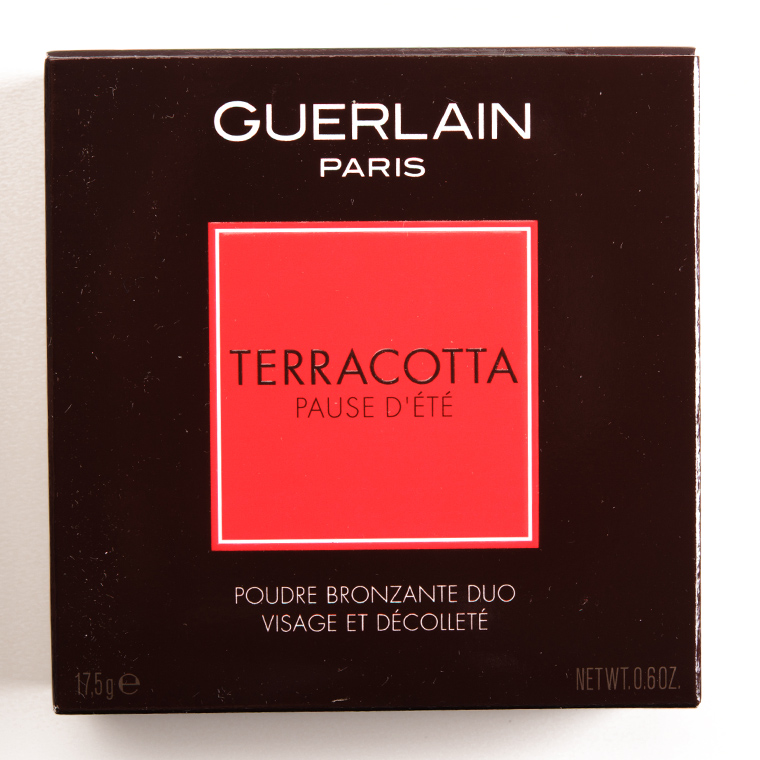 GUERLAIN
PARIS
TERRACOTTA
PAUSE D'ÉTÉ
POUDRE BRONZANTE DUO
VISAGE ET DÉCOLLETÉ
17.5g ℮
NET WT. 0.6 OZ.